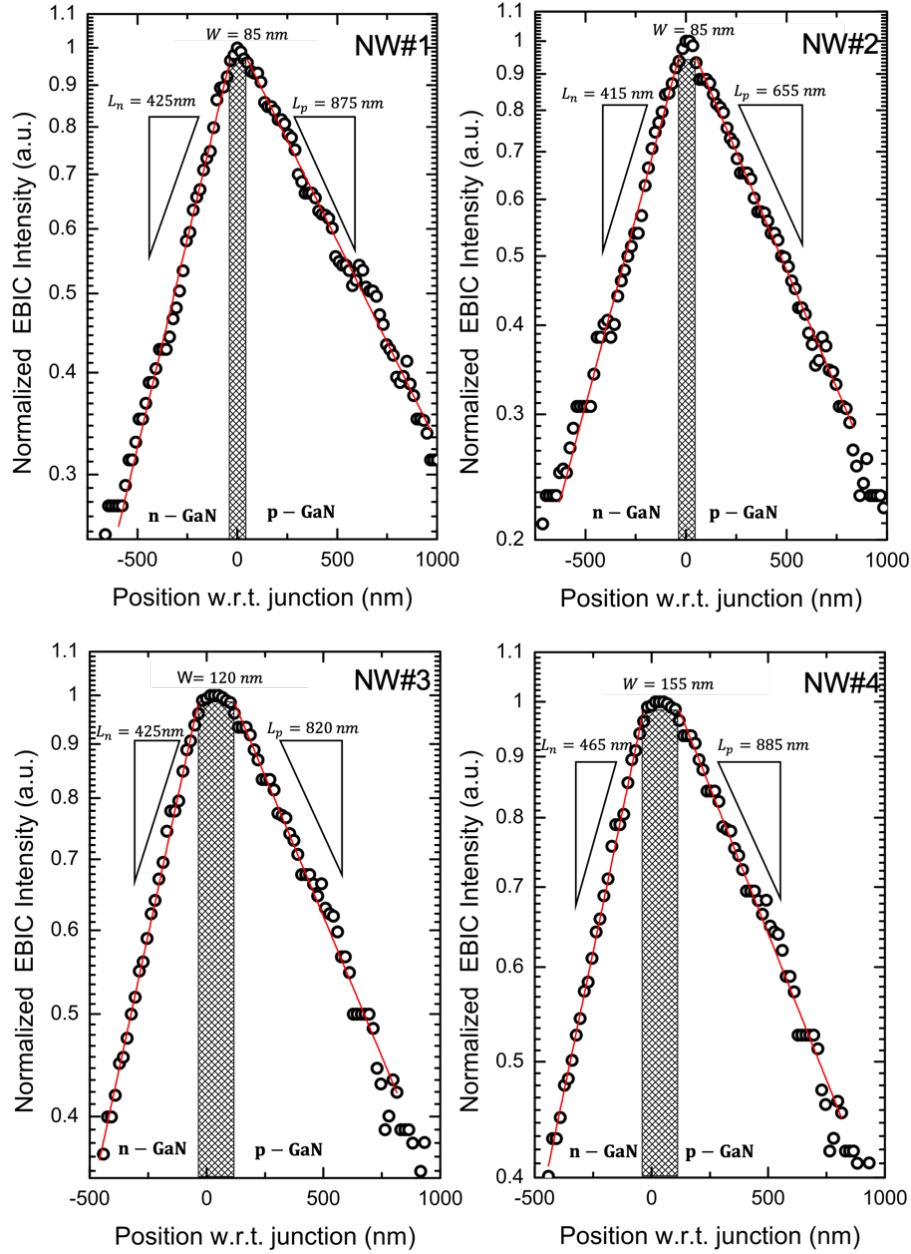 W = 85 nm
NW#1
L_n = 425nm
L_p = 875 nm
n – GaN
p – GaN
1.1
1
0.9
0.8
0.7
0.6
0.5
0.4
0.3
-500
0
500
1000
Normalized EBIC Intensity (a.u.)
Position w.r.t. junction (nm)
W = 85 nm
NW#2
L_n = 415 nm
L_p = 655 nm
n – GaN
p – GaN
1.1
1
0.9
0.8
0.7
0.6
0.5
0.4
0.3
0.2
-500
0
500
1000
Normalized EBIC Intensity (a.u.)
Position w.r.t. junction (nm)
W= 120 nm
NW#3
L_n = 425nm
L_p = 820 nm
n – GaN
p – GaN
1.1
1
0.9
0.8
0.7
0.6
0.5
0.4
-500
0
500
1000
Normalized EBIC Intensity (a.u.)
Position w.r.t. junction (nm)
W = 155 nm
NW#4
L_n = 465 nm
L_p = 885 nm
n – GaN
p – GaN
1.1
1
0.9
0.8
0.7
0.6
0.5
0.4
-500
0
500
1000
Normalized EBIC Intensity (a.u.)
Position w.r.t. junction (nm)